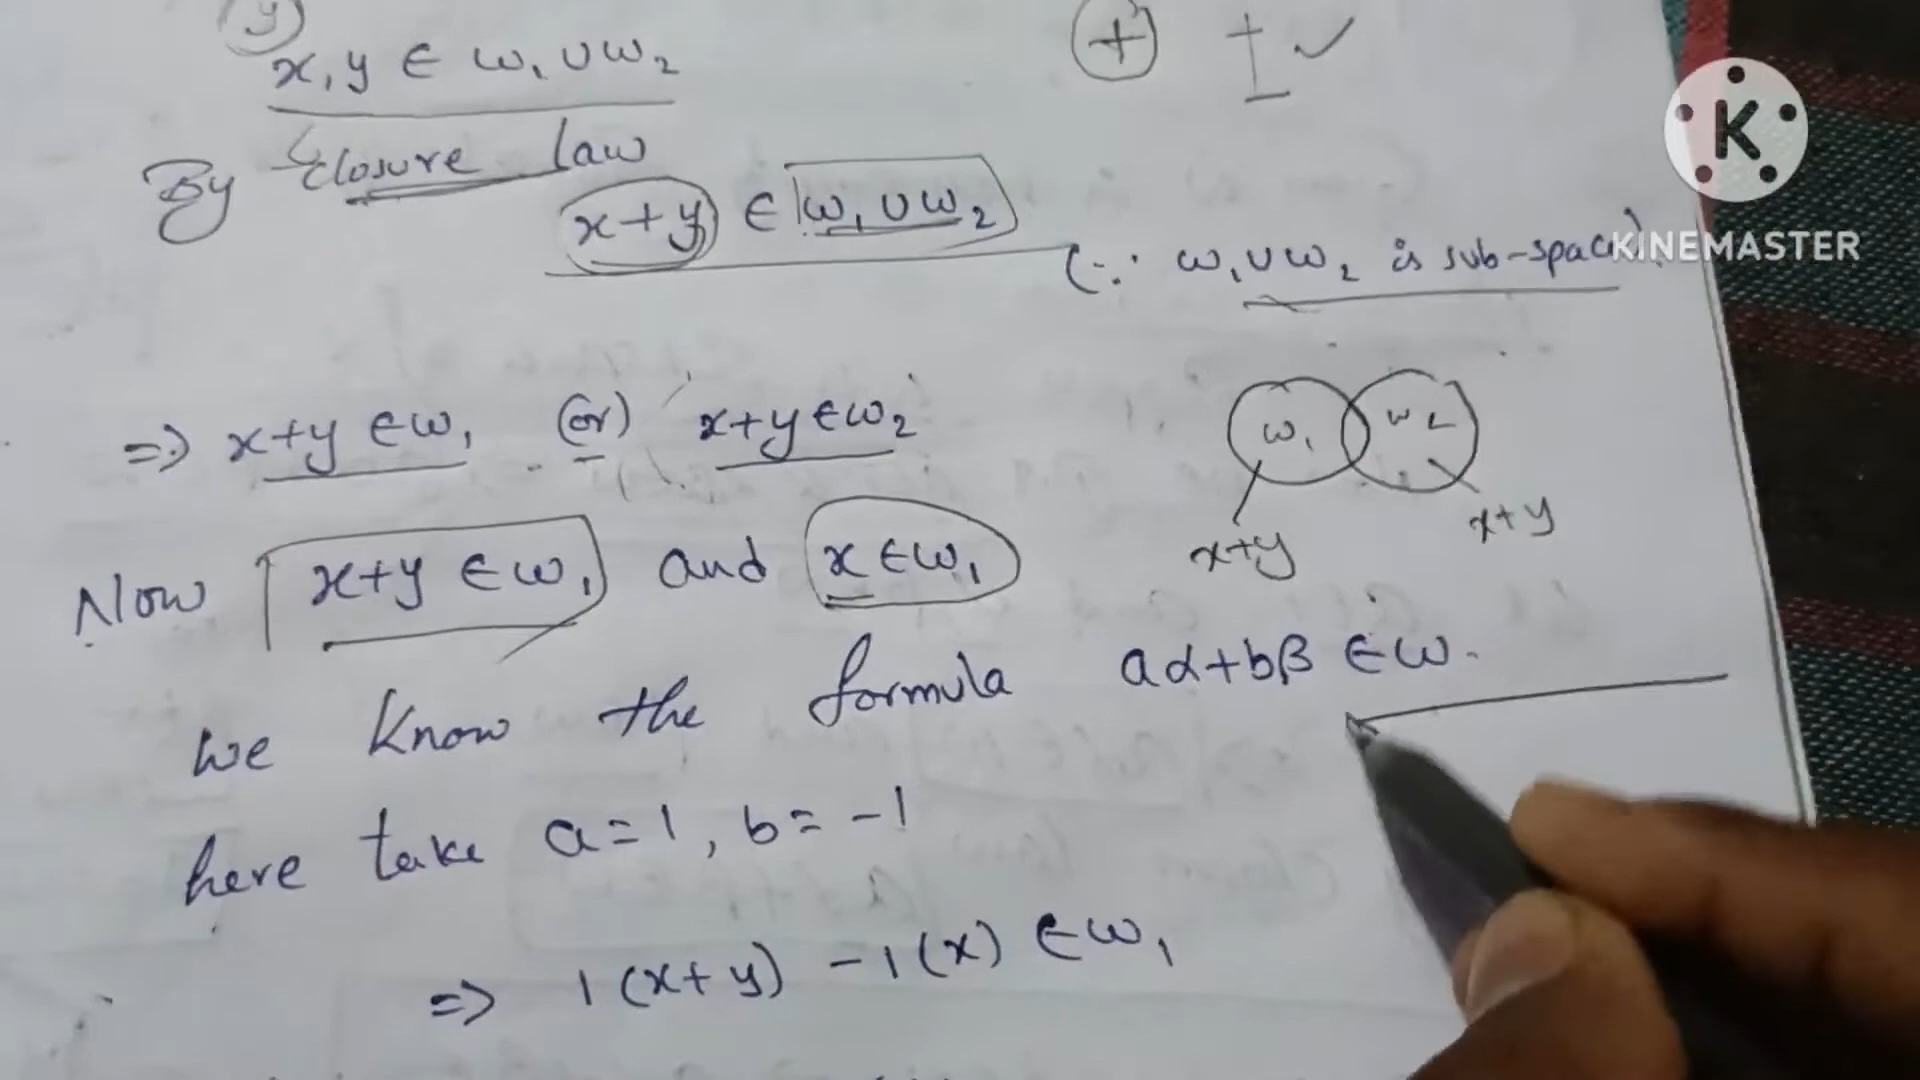 y
x, y ∈ ω₁ ∪ ω₂
+ +
By closure law
x+y ∈ ω₁ ∪ ω₂
(∵ ω₁ ∪ ω₂ is sub-space)
K
KINEMASTER
=> x+y ∈ ω₁ (or) x+y ∈ ω₂
ω₁ ω₂
x+y x+y
Now x+y ∈ ω₁ and x ∈ ω₁
we know the formula aα+bβ ∈ ω.
here take a=1, b=-1
=> 1(x+y) -1(x) ∈ ω₁